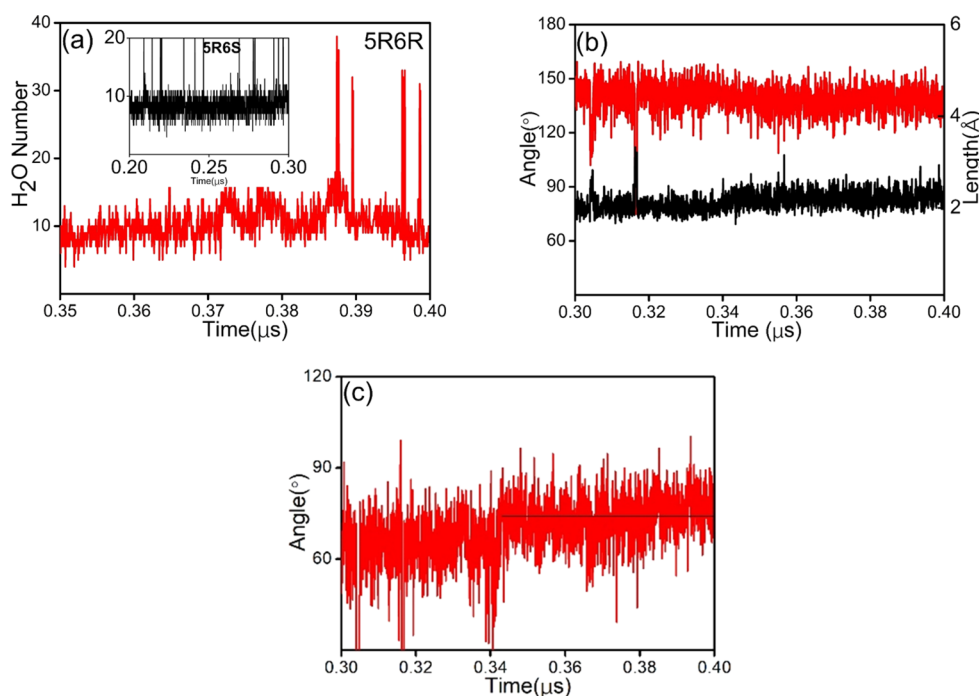 (a)
5R6R
H₂O Number
40
30
20
10
0.35 0.36 0.37 0.38 0.39 0.40
Time(μs)
5R6S
20
10
0.20 0.25 0.30
Time(μs)
(b)
Angle(°)
180
150
120
90
60
6
4
2
Length(Å)
0.30 0.32 0.34 0.36 0.38 0.40
Time (μs)
(c)
Angle(°)
120
90
60
0.30 0.32 0.34 0.36 0.38 0.40
Time(μs)